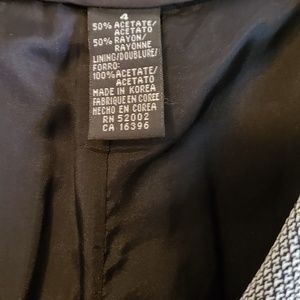 4
50% ACETATE/
ACETATO
50% RAYON/
RAYONNE
LINING/DOUBLURE/
FORRO:
100% ACETATE/
ACETATO
MADE IN KOREA
FABRIQUE EN COREE
HECHO EN COREA
RN 52002
CA 16396